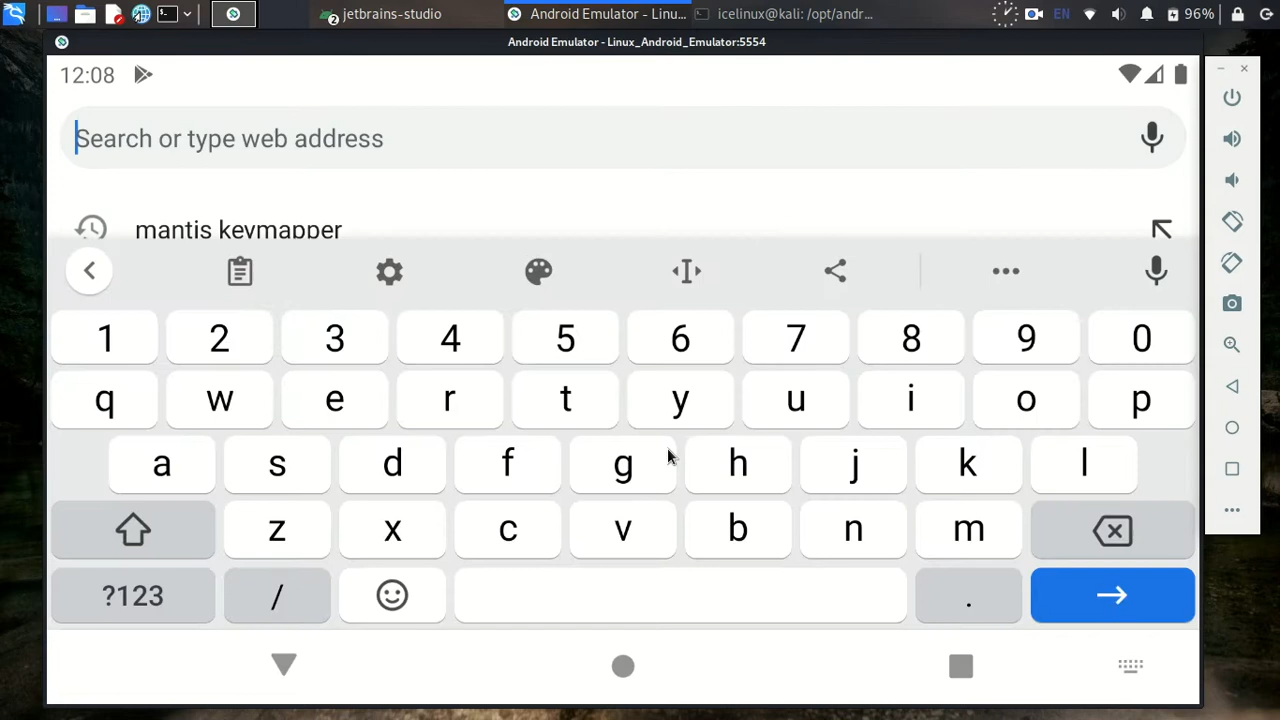 jetbrains-studio
Android Emulator - Linu...
icelinux@kali: /opt/andr...
EN
96%
Android Emulator - Linux_Android_Emulator:5554
12:08
Search or type web address
mantis keymapper
1 2 3 4 5 6 7 8 9 0
q w e r t y u i o p
a s d f g h j k l
z x c v b n m
?123 / .